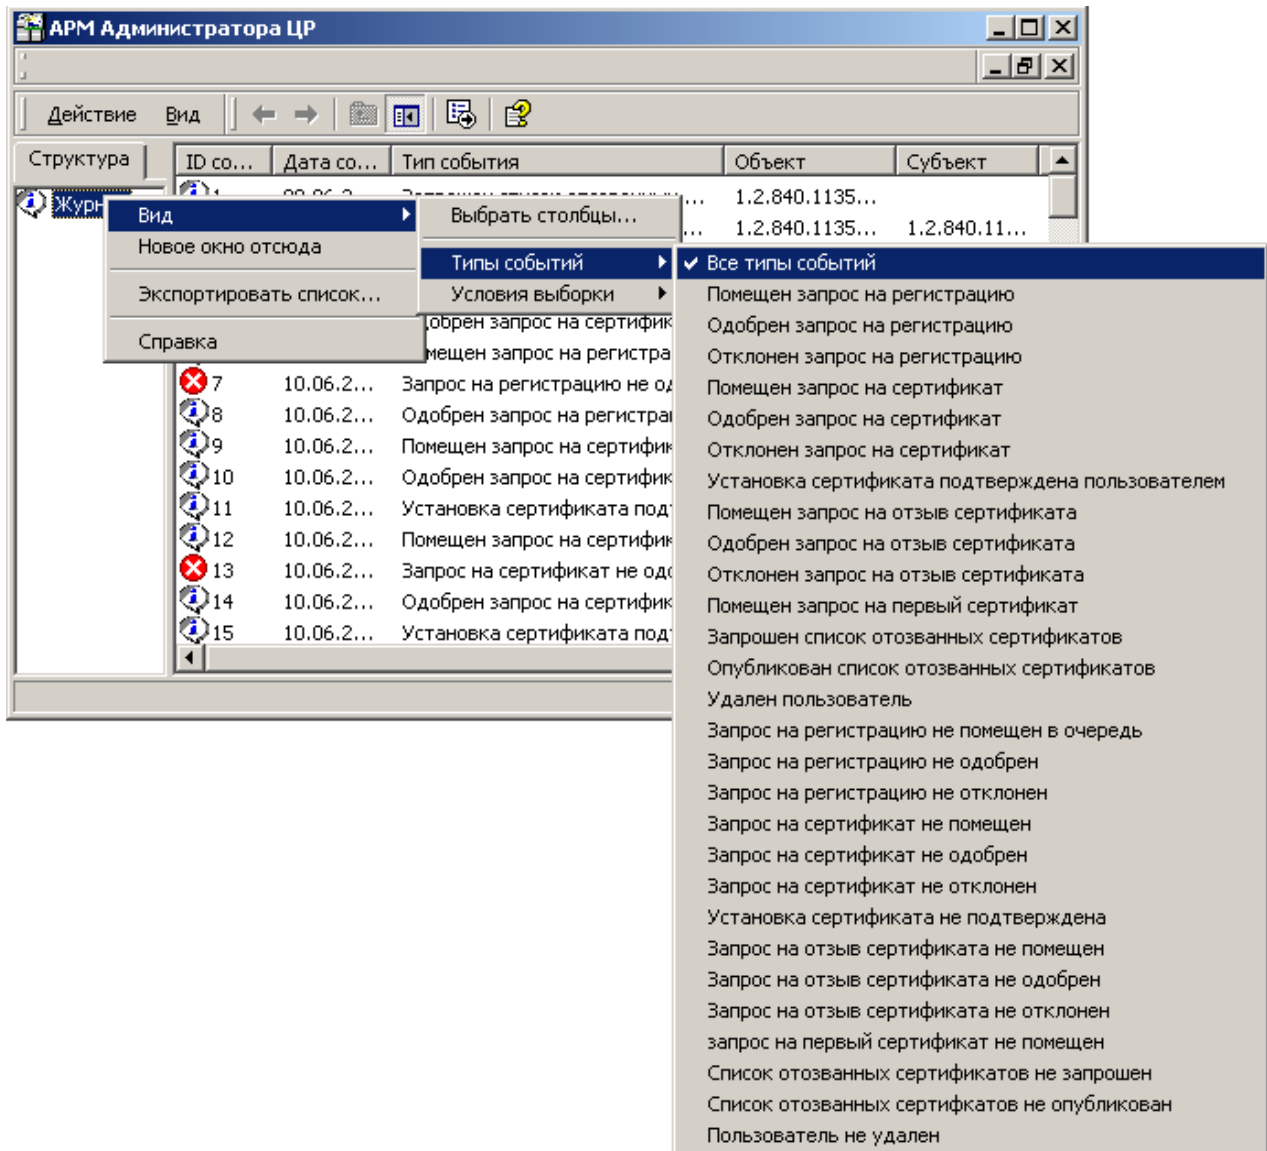 АРМ Администратора ЦР
Действие Вид
Структура ID со... Дата со... Тип события Объект Субъект
1.2.840.1135...
1.2.840.1135... 1.2.840.11...
Вид
Новое окно отсюда
Экспортировать список...
Справка
Выбрать столбцы...
Типы событий
Условия выборки
запрос на сертифик
запрос на регистра
7 10.06.2... Запрос на регистрацию не
8 10.06.2... Одобрен запрос на регистра
9 10.06.2... Помещен запрос на сертифик
10 10.06.2... Одобрен запрос на сертифик
11 10.06.2... Установка сертификата под
12 10.06.2... Помещен запрос на сертифик
13 10.06.2... Запрос на сертификат не од
14 10.06.2... Одобрен запрос на сертифик
15 10.06.2... Установка сертификата под
Все типы событий
Помещен запрос на регистрацию
Одобрен запрос на регистрацию
Отклонен запрос на регистрацию
Помещен запрос на сертификат
Одобрен запрос на сертификат
Отклонен запрос на сертификат
Установка сертификата подтверждена пользователем
Помещен запрос на отзыв сертификата
Одобрен запрос на отзыв сертификата
Отклонен запрос на отзыв сертификата
Помещен запрос на первый сертификат
Запрошен список отозванных сертификатов
Опубликован список отозванных сертификатов
Удален пользователь
Запрос на регистрацию не помещен в очередь
Запрос на регистрацию не одобрен
Запрос на регистрацию не отклонен
Запрос на сертификат не помещен
Запрос на сертификат не одобрен
Запрос на сертификат не отклонен
Установка сертификата не подтверждена
Запрос на отзыв сертификата не помещен
Запрос на отзыв сертификата не одобрен
Запрос на отзыв сертификата не отклонен
запрос на первый сертификат не помещен
Список отозванных сертификатов не запрошен
Список отозванных сертифкатов не опубликован
Пользователь не удален